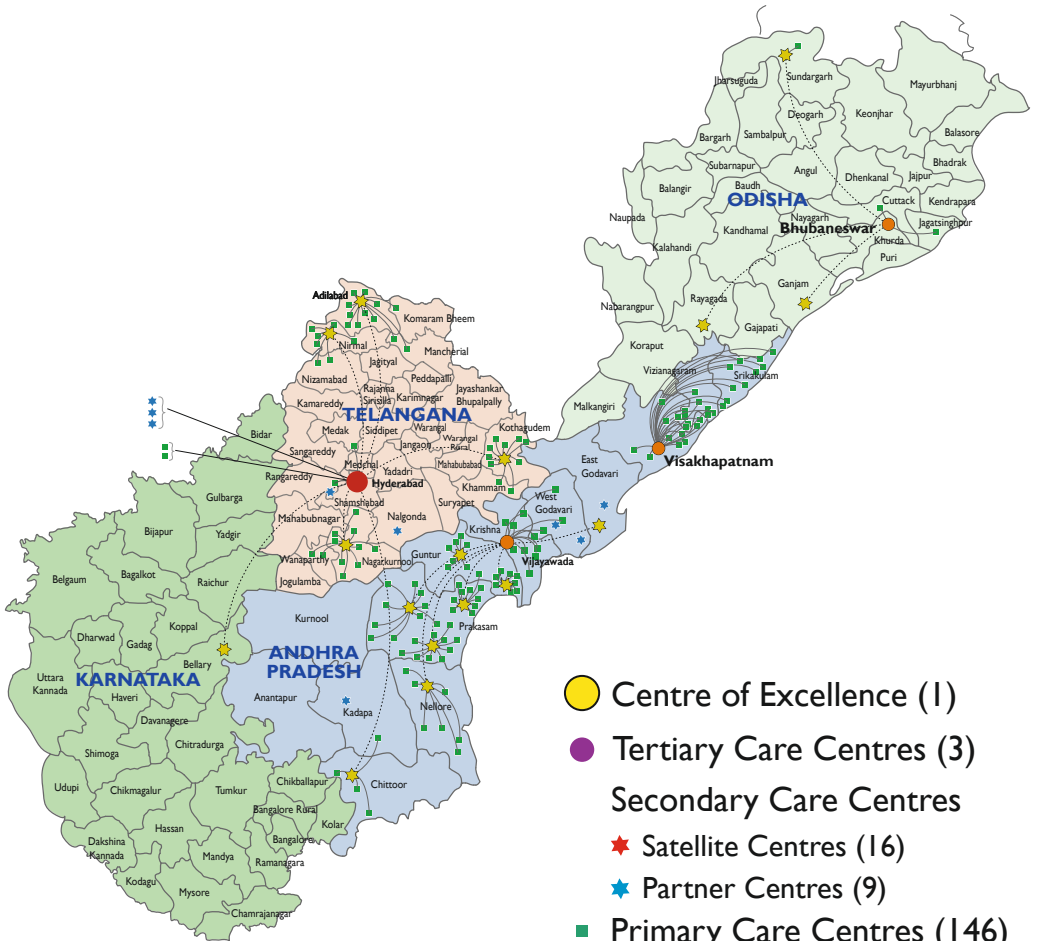 Jharsuguda
Sundargarh
Mayurbhanj
Deogarh
Keonjhar
Bargarh
Sambalpur
Balasore
Subarnapur
Angul
Bhadrak
Dhenkanal
Jajpur
Balangir
Baudh
ODISHA
Cuttack
Kendrapara
Naupada
Nayagarh
Jagatsinghpur
Kandhamal
Bhubaneswar
Khurda
Kalahandi
Puri
Ganjam
Nabarangpur
Rayagada
Gajapati
Koraput
Vizianagaram
Srikakulam
Malkangiri
Visakhapatnam
Adilabad
Komaram Bheem
Nirmal
Mancherial
Jagityal
Nizamabad
Peddapalli
Rajanna
Sirisilla
Karimnagar
Jayashankar
Bhupalpally
Kamareddy
TELANGANA
Medak
Siddipet
Warangal
Kothagudem
Jangaon
Warangal
Rural
Sangareddy
Medchal
Yadadri
Mahabubabad
Rangareddy
Hyderabad
Khammam
Shamshabad
Suryapet
Mahabubnagar
Nalgonda
Wanaparthy
Nagarkurnool
Jogulamba
East
Godavari
West
Godavari
Krishna
Guntur
Vijayawada
Prakasam
Kurnool
ANDHRA
PRADESH
Anantapur
Kadapa
Nellore
Chittoor
Bidar
Gulbarga
Bijapur
Yadgir
Belgaum
Bagalkot
Raichur
Koppal
Dharwad
Gadag
Bellary
Uttara
Kannada
KARNATAKA
Haveri
Davanagere
Chitradurga
Shimoga
Udupi
Chikmagalur
Tumkur
Chikballapur
Bangalore Rural
Kolar
Hassan
Bangalore
Dakshina
Kannada
Mandya
Ramanagara
Kodagu
Mysore
Chamrajanagar
Centre of Excellence (1)
Tertiary Care Centres (3)
Secondary Care Centres
Satellite Centres (16)
Partner Centres (9)
Primary Care Centres (146)